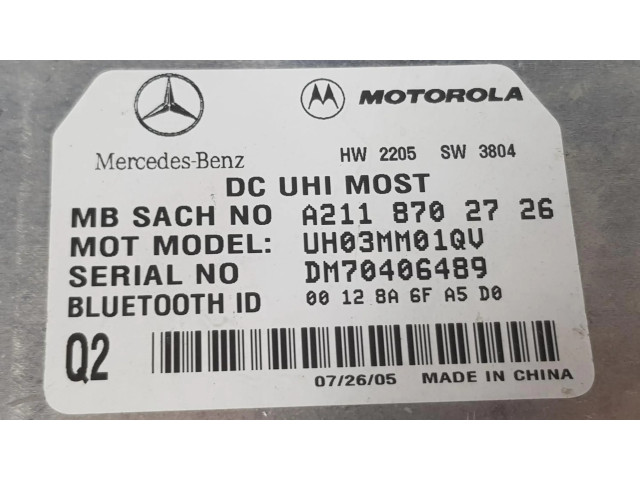 MOTOROLA
Mercedes-Benz HW 2205 SW 3804
DC UHI MOST
MB SACH NO A211 870 27 26
MOT MODEL: UH03MM01QV
SERIAL NO DM70406489
BLUETOOTH ID 00 12 8A 6F A5 D0
Q2
07/26/05 MADE IN CHINA